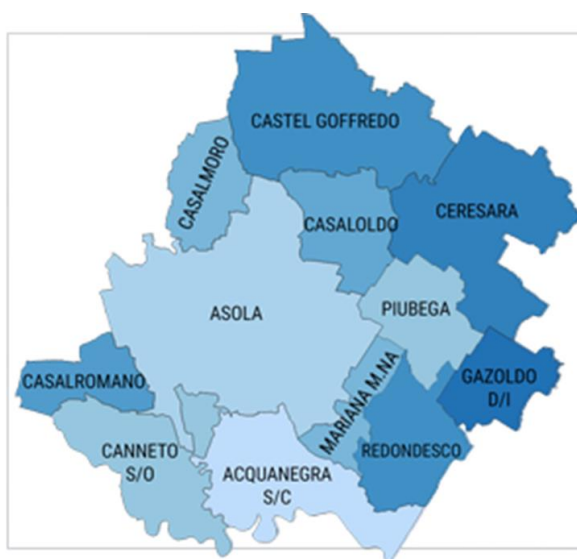 CASTEL GOFFREDO
CASALMORO
CASALOLDO
CERESARA
ASOLA
PIUBEGA
CASALROMANO
MARIANA M.NA
GAZOLDO
D/I
CANNETO
S/O
ACQUANEGRA
S/C
REDONDESCO